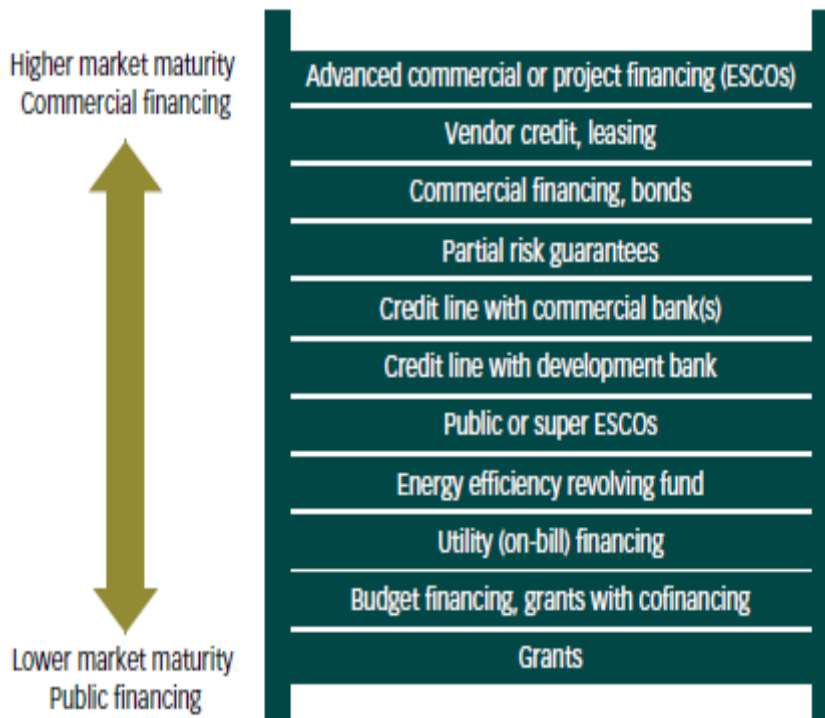 Higher market maturity
Commercial financing
Advanced commercial or project financing (ESCOs)
Vendor credit, leasing
Commercial financing, bonds
Partial risk guarantees
Credit line with commercial bank(s)
Credit line with development bank
Public or super ESCOs
Energy efficiency revolving fund
Utility (on-bill) financing
Budget financing, grants with cofinancing
Grants
Lower market maturity
Public financing